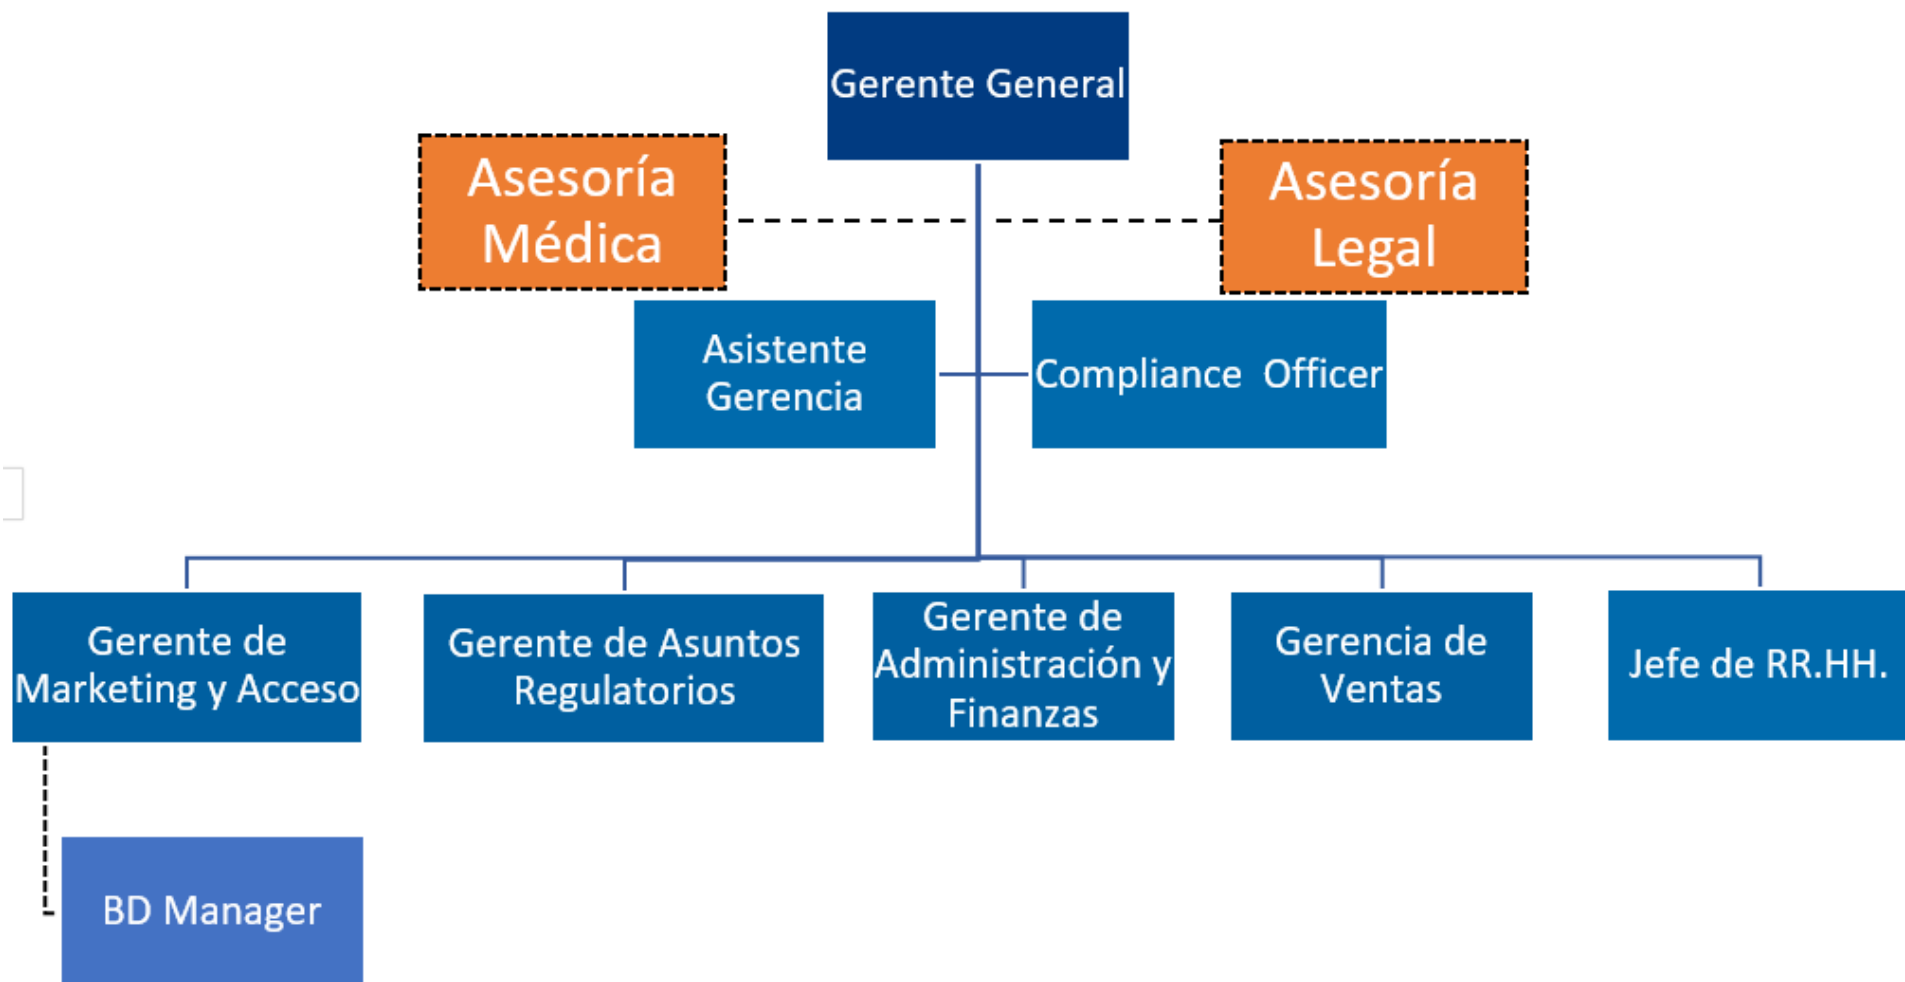 Gerente General
Asesoría
Médica
Asesoría
Legal
Asistente
Gerencia
Compliance Officer
Gerente de
Marketing y Acceso
Gerente de Asuntos
Regulatorios
Gerente de
Administración y
Finanzas
Gerencia de
Ventas
Jefe de RR.HH.
BD Manager